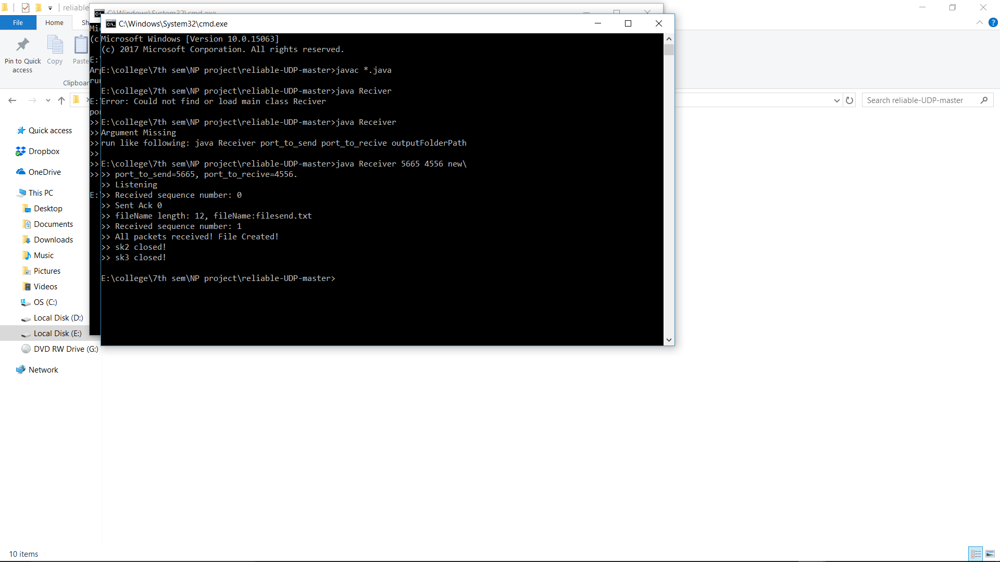 reliable
C:\Windows\System32\cmd.exe
File
Home
Sh
Pin to Quick
access
Copy
Paste
Clipboar
Search reliable-UDP-master
Quick access
Dropbox
OneDrive
This PC
Desktop
Documents
Downloads
Music
Pictures
Videos
OS (C:)
Local Disk (D:)
Local Disk (E:)
DVD RW Drive (G:)
Network
10 items
Mi
(c
E:\
Arg
run
E:\
por
>>
>>
>>
>>
>>
>>
E:\
C:\Windows\System32\cmd.exe
Microsoft Windows [Version 10.0.15063]
(c) 2017 Microsoft Corporation. All rights reserved.
E:\college\7th sem\NP project\reliable-UDP-master>javac *.java
E:\college\7th sem\NP project\reliable-UDP-master>java Reciver
Error: Could not find or load main class Reciver
E:\college\7th sem\NP project\reliable-UDP-master>java Receiver
Argument Missing
run like following: java Receiver port_to_send port_to_recive outputFolderPath
E:\college\7th sem\NP project\reliable-UDP-master>java Receiver 5665 4556 new\
>> port_to_send=5665, port_to_recive=4556.
>> Listening
>> Received sequence number: 0
>> Sent Ack 0
>> fileName length: 12, fileName:filesend.txt
>> Received sequence number: 1
>> All packets received! File Created!
>> sk2 closed!
>> sk3 closed!
E:\college\7th sem\NP project\reliable-UDP-master>